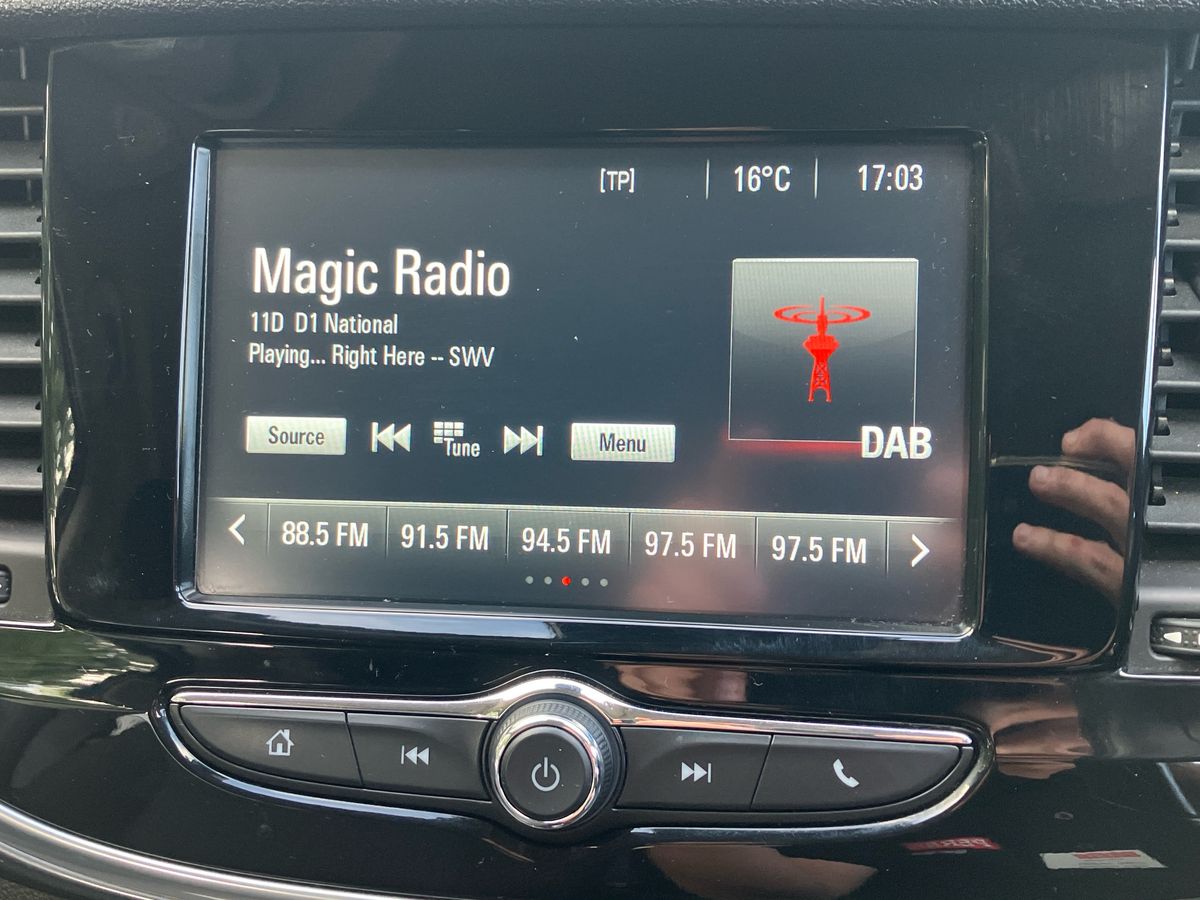 [TP] 16°C 17:03
Magic Radio
11D D1 National
Playing... Right Here -- SWV
Source Tune Menu
DAB
88.5 FM 91.5 FM 94.5 FM 97.5 FM 97.5 FM